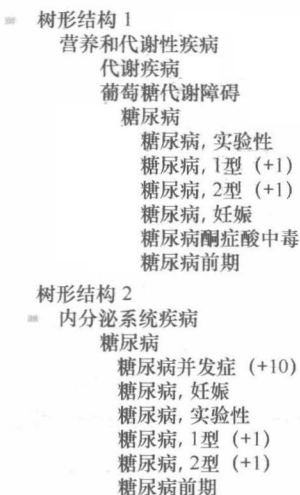 树形结构 1
营养和代谢性疾病
代谢疾病
葡萄糖代谢障碍
糖尿病
糖尿病, 实验性
糖尿病, 1型 (+1)
糖尿病, 2型 (+1)
糖尿病, 妊娠
糖尿病酮症酸中毒
糖尿病前期
树形结构 2
内分泌系统疾病
糖尿病
糖尿病并发症 (+10)
糖尿病, 妊娠
糖尿病, 实验性
糖尿病, 1型 (+1)
糖尿病, 2型 (+1)
糖尿病前期